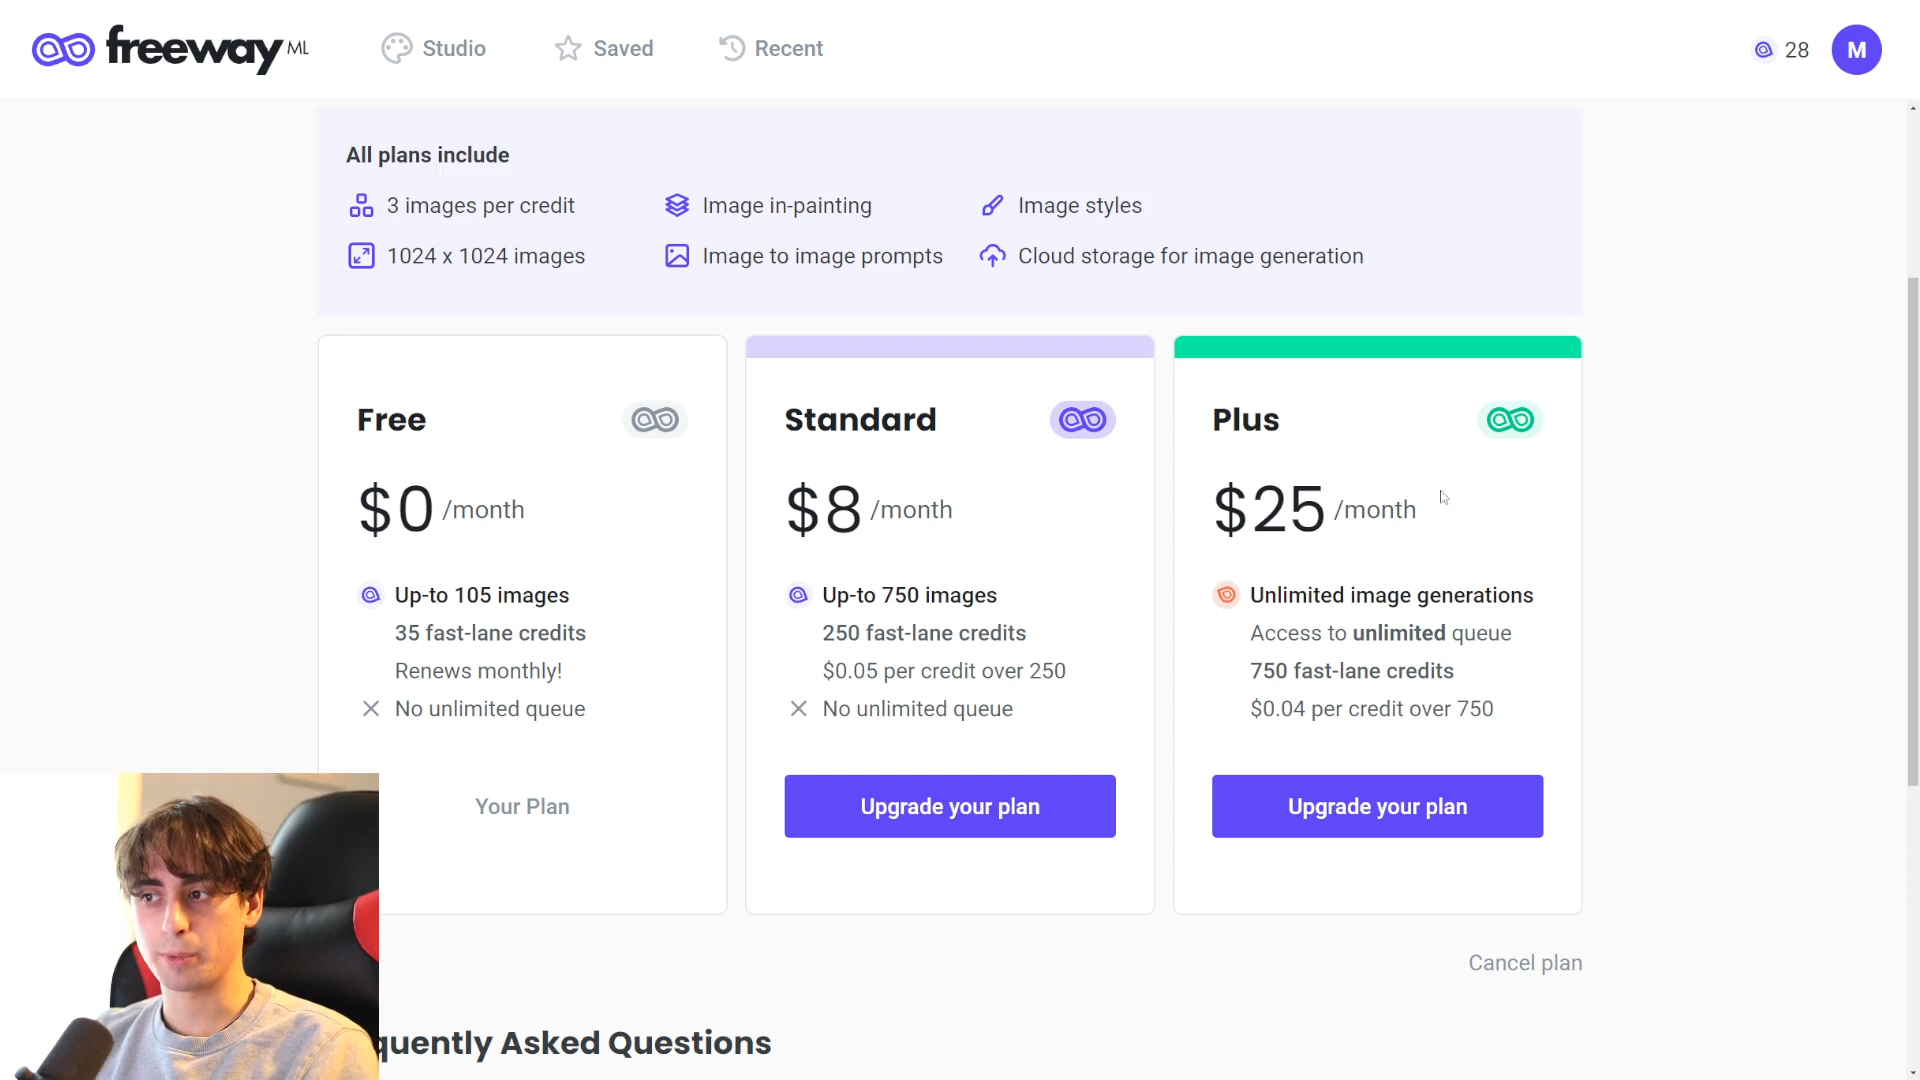 freeway ML
Studio
Saved
Recent
28
M
All plans include
3 images per credit
Image in-painting
Image styles
1024 x 1024 images
Image to image prompts
Cloud storage for image generation
Free
$0 /month
Up-to 105 images
35 fast-lane credits
Renews monthly!
No unlimited queue
Your Plan
Standard
$8 /month
Up-to 750 images
250 fast-lane credits
$0.05 per credit over 250
No unlimited queue
Upgrade your plan
Plus
$25 /month
Unlimited image generations
Access to unlimited queue
750 fast-lane credits
$0.04 per credit over 750
Upgrade your plan
Cancel plan
quently Asked Questions